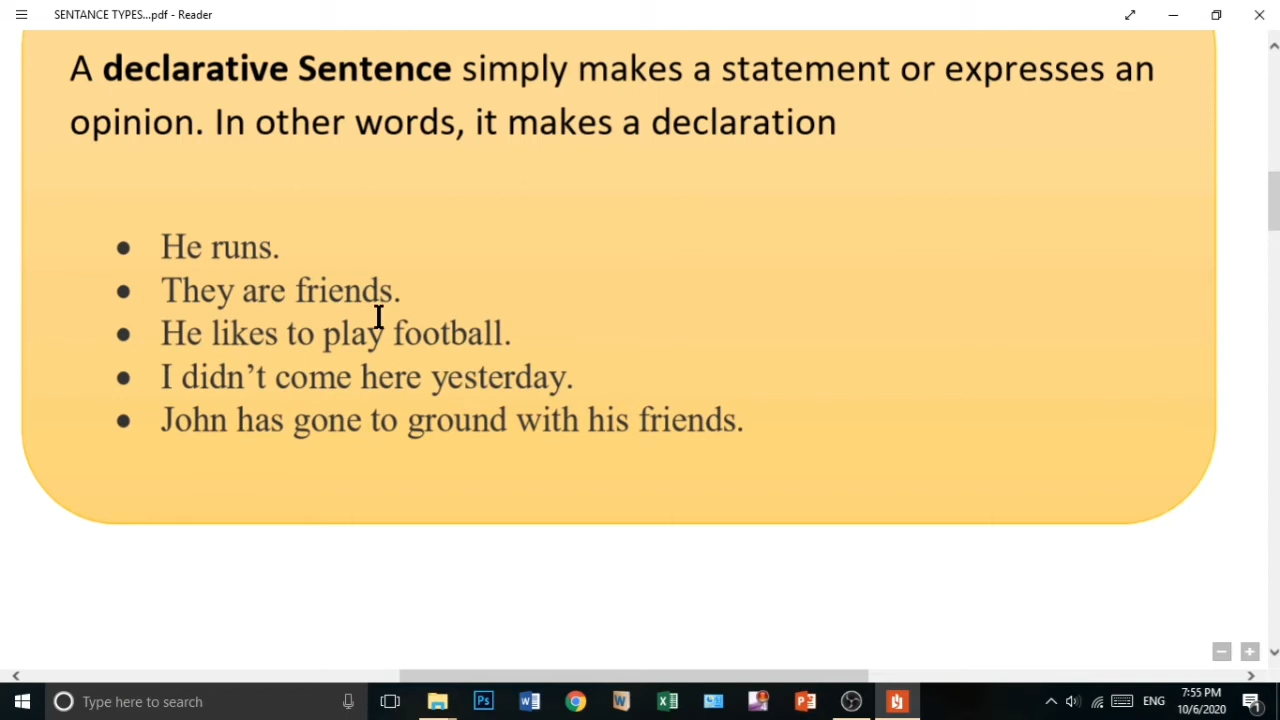 SENTANCE TYPES...pdf - Reader
A declarative Sentence simply makes a statement or expresses an
opinion. In other words, it makes a declaration
• He runs.
• They are friends.
• He likes to play football.
• I didn’t come here yesterday.
• John has gone to ground with his friends.
Type here to search
ENG
7:55 PM
10/6/2020